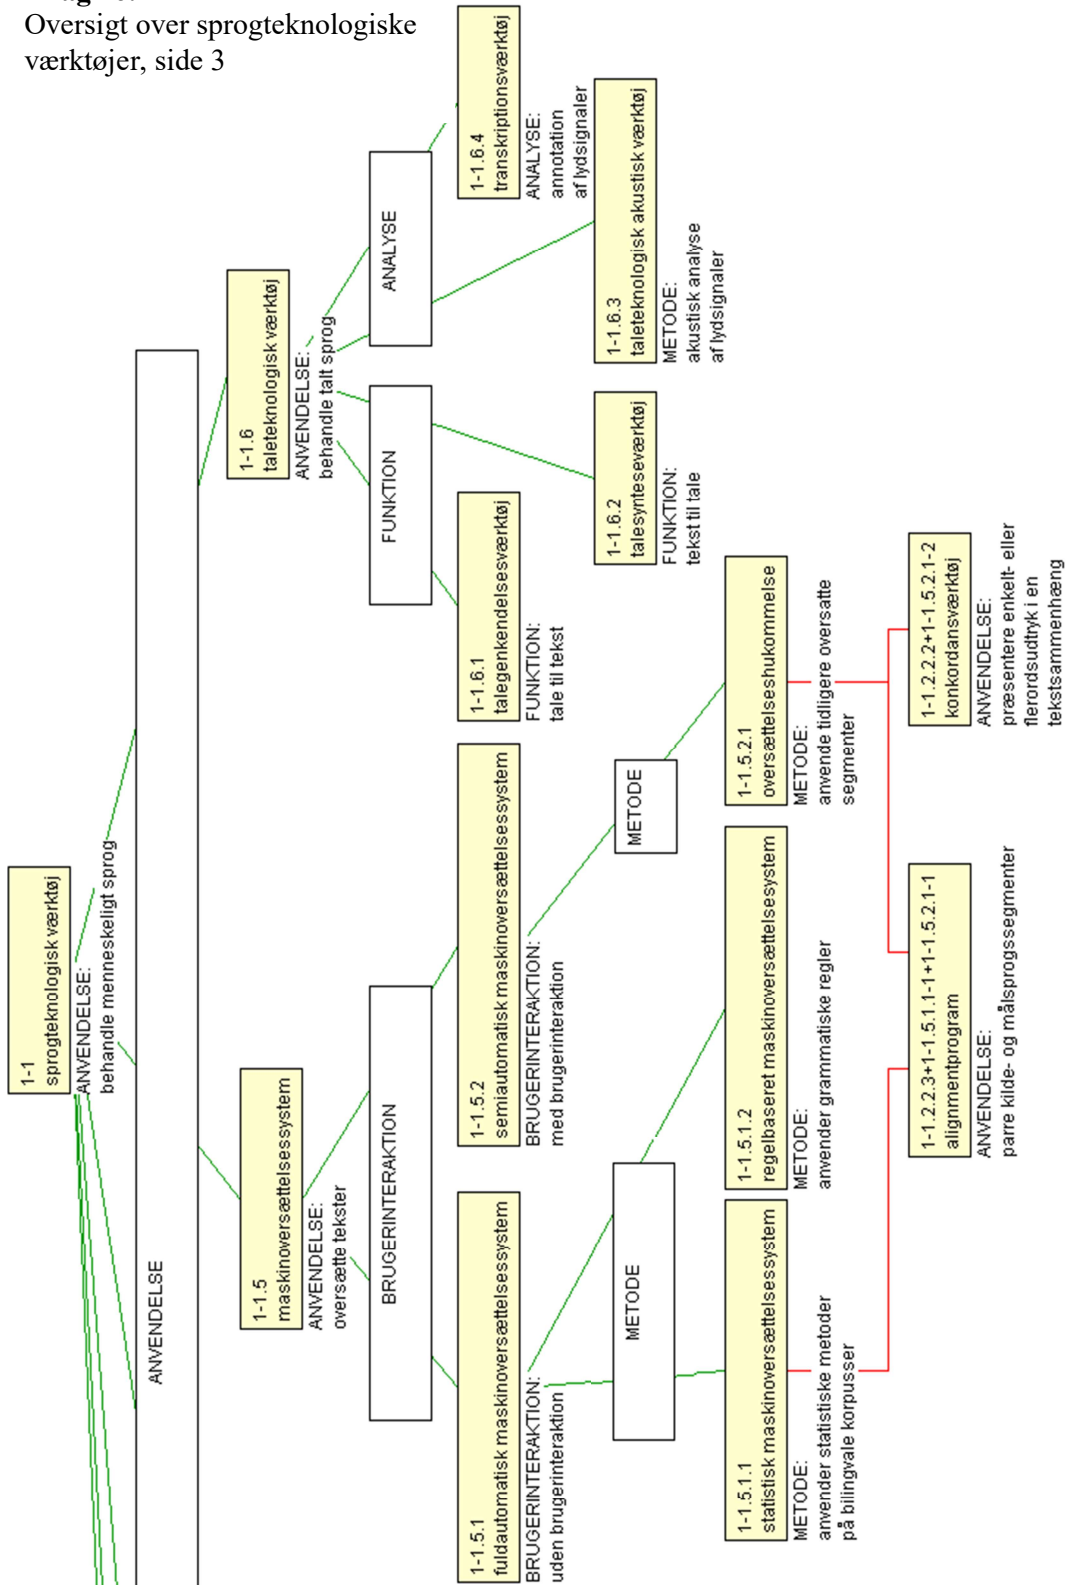 Oversigt over sprogteknologiske
værktøjer, side 3
1-1
sprogteknologisk værktøj
ANVENDELSE:
behandle menneskeligt sprog
ANVENDELSE
1-1.5
maskinoversættelsessystem
ANVENDELSE:
oversætte tekster
1-1.6
taleteknologisk værktøj
ANVENDELSE:
behandle talt sprog
BRUGERINTERAKTION
FUNKTION
ANALYSE
1-1.5.1
fuldautomatisk maskinoversættelsessystem
BRUGERINTERAKTION:
uden brugerinteraktion
1-1.5.2
semiautomatisk maskinoversættelsessystem
BRUGERINTERAKTION:
med brugerinteraktion
1-1.6.1
talegenkendelsesværktøj
FUNKTION:
tale til tekst
1-1.6.4
transkriptionsværktøj
ANALYSE:
annotation
af lydsignaler
METODE
METODE
1-1.6.2
talesynteseværktøj
FUNKTION:
tekst til tale
1-1.6.3
taleteknologisk akustisk værktøj
METODE:
akustisk analyse
af lydsignaler
1-1.5.1.1
statistisk maskinoversættelsessystem
METODE:
anvender statistiske metoder
på bilingvale korpusser
1-1.5.1.2
regelbaseret maskinoversættelsesystem
METODE:
anvender grammatiske regler
1-1.5.2.1
oversættelseshukommelse
METODE:
anvende tidligere oversatte
segmenter
1-1.2.2.3+1-1.5.1.1-1+1-1.5.2.1-1
alignmentprogram
ANVENDELSE:
parre kilde- og målsprogssegmenter
1-1.2.2.2+1-1.5.2.1-2
konkordansværktøj
ANVENDELSE:
præsentere enkelt- eller
flerordsudtryk i en
tekstsammenhæng